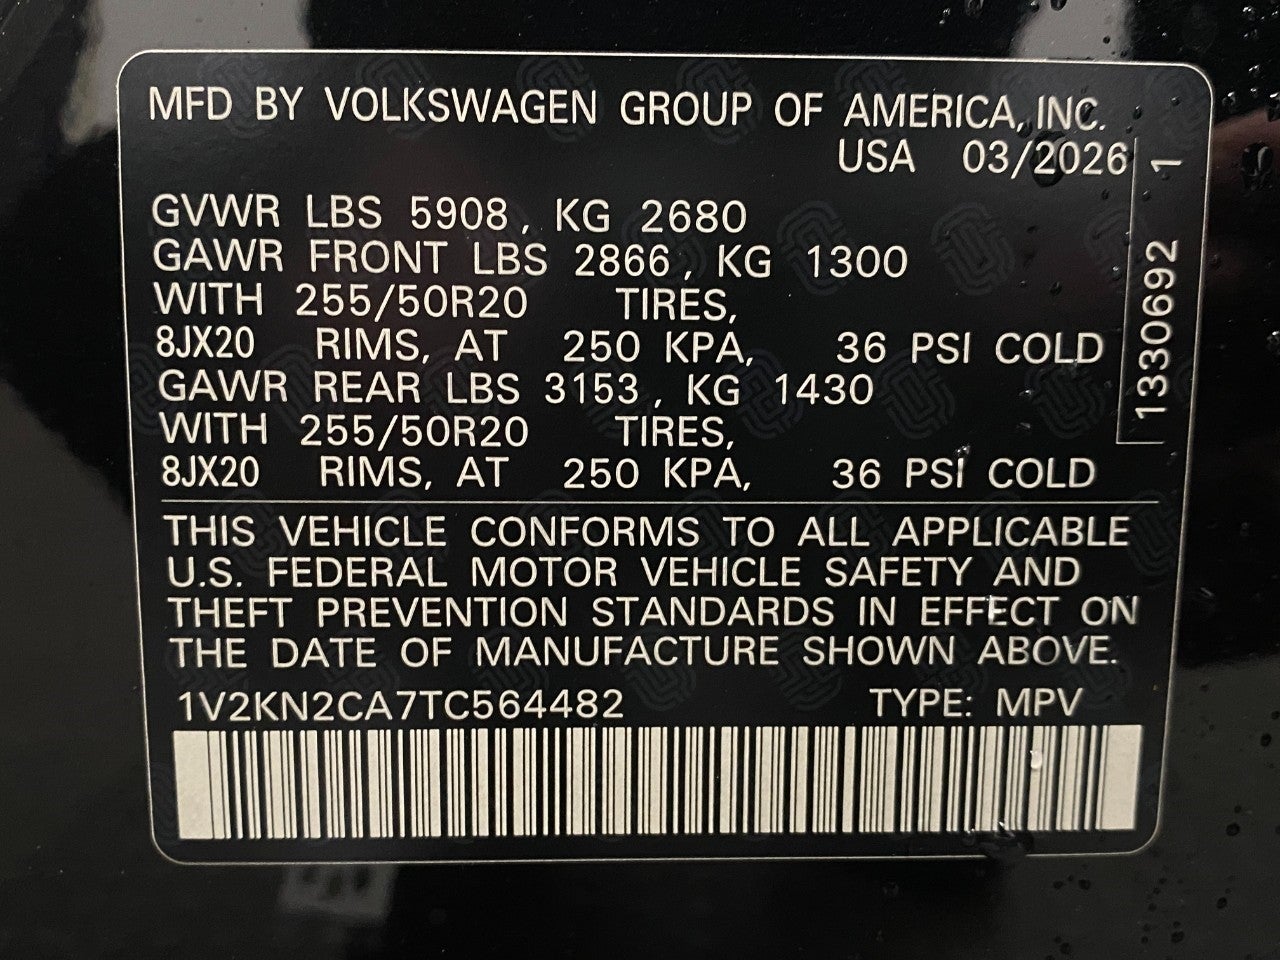 MFD BY VOLKSWAGEN GROUP OF AMERICA, INC.
USA 03/2026
GVWR LBS 5908, KG 2680
GAWR FRONT LBS 2866, KG 1300
WITH 255/50R20 TIRES,
8JX20 RIMS, AT 250 KPA, 36 PSI COLD
GAWR REAR LBS 3153, KG 1430
WITH 255/50R20 TIRES,
8JX20 RIMS, AT 250 KPA, 36 PSI COLD
1330692 1
THIS VEHICLE CONFORMS TO ALL APPLICABLE
U.S. FEDERAL MOTOR VEHICLE SAFETY AND
THEFT PREVENTION STANDARDS IN EFFECT ON
THE DATE OF MANUFACTURE SHOWN ABOVE.
1V2KN2CA7TC564482 TYPE: MPV